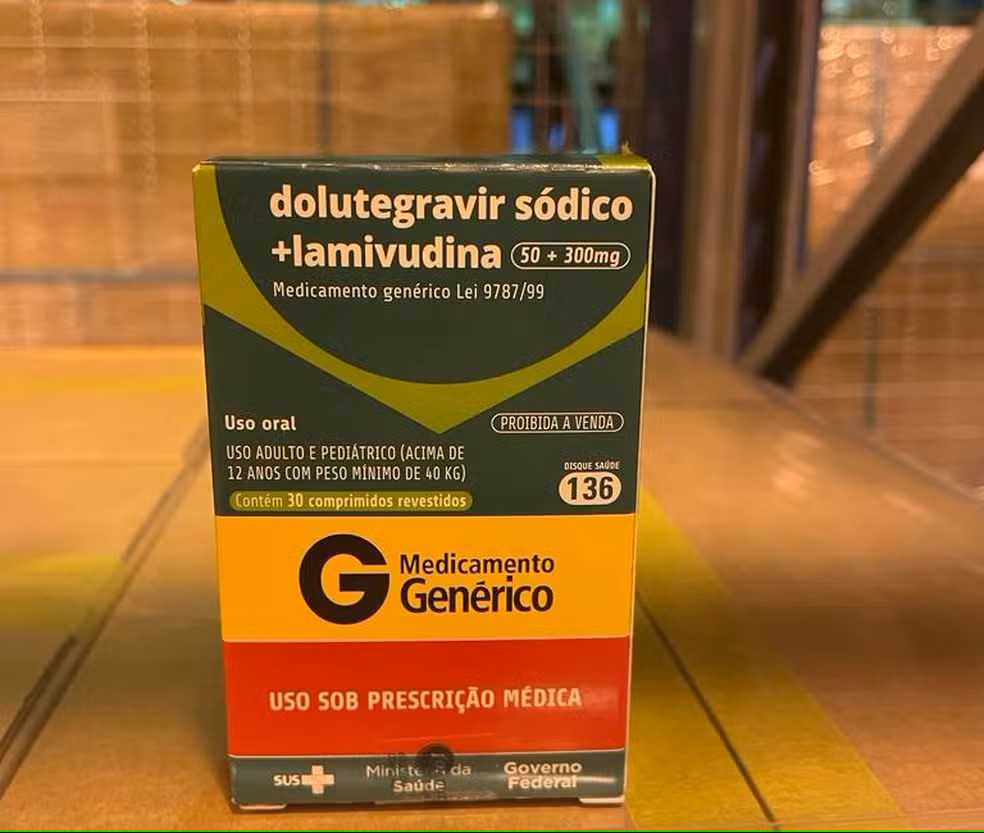 dolutegravir sódico
+lamivudina 50 + 300mg
Medicamento genérico Lei 9787/99
Uso oral
PROIBIDA A VENDA
USO ADULTO E PEDIÁTRICO (ACIMA DE
12 ANOS COM PESO MÍNIMO DE 40 KG)
Contém 30 comprimidos revestidos
DISQUE SAÚDE
136
G Medicamento
Genérico
USO SOB PRESCRIÇÃO MÉDICA
SUS
Ministério da
Saúde
Governo
Federal